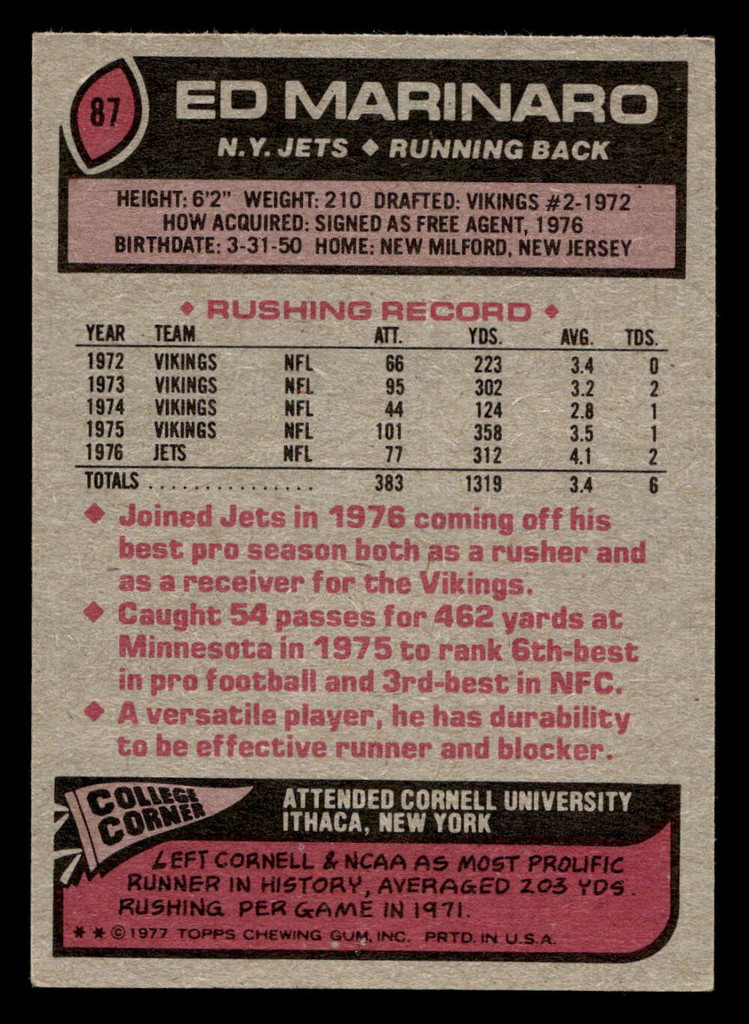 87
ED MARINARO
N.Y. JETS ◆ RUNNING BACK
HEIGHT: 6'2" WEIGHT: 210 DRAFTED: VIKINGS #2-1972
HOW ACQUIRED: SIGNED AS FREE AGENT, 1976
BIRTHDATE: 3-31-50 HOME: NEW MILFORD, NEW JERSEY
◆ RUSHING RECORD ◆
YEAR TEAM ATT. YDS. AVG. TDS.
1972 VIKINGS NFL 66 223 3.4 0
1973 VIKINGS NFL 95 302 3.2 2
1974 VIKINGS NFL 44 124 2.8 1
1975 VIKINGS NFL 101 358 3.5 1
1976 JETS NFL 77 312 4.1 2
TOTALS ................ 383 1319 3.4 6
◆ Joined Jets in 1976 coming off his
best pro season both as a rusher and
as a receiver for the Vikings.
◆ Caught 54 passes for 462 yards at
Minnesota in 1975 to rank 6th-best
in pro football and 3rd-best in NFC.
◆ A versatile player, he has durability
to be effective runner and blocker.
COLLEGE
CORNER
ATTENDED CORNELL UNIVERSITY
ITHACA, NEW YORK
LEFT CORNELL & NCAA AS MOST PROLIFIC
RUNNER IN HISTORY, AVERAGED 203 YDS.
RUSHING PER GAME IN 1971.
* * © 1977 TOPPS CHEWING GUM, INC. PRTD. IN U.S.A.